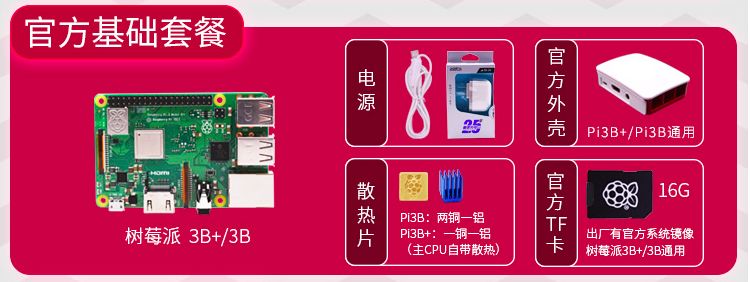 官方基础套餐
树莓派 3B+/3B
电源
25
官方外壳
Pi3B+/Pi3B通用
散热片
Pi3B：两铜一铝
Pi3B+：一铜一铝
（主CPU自带散热）
官方TF卡
16G
出厂有官方系统镜像
树莓派3B+/3B通用
HDMI